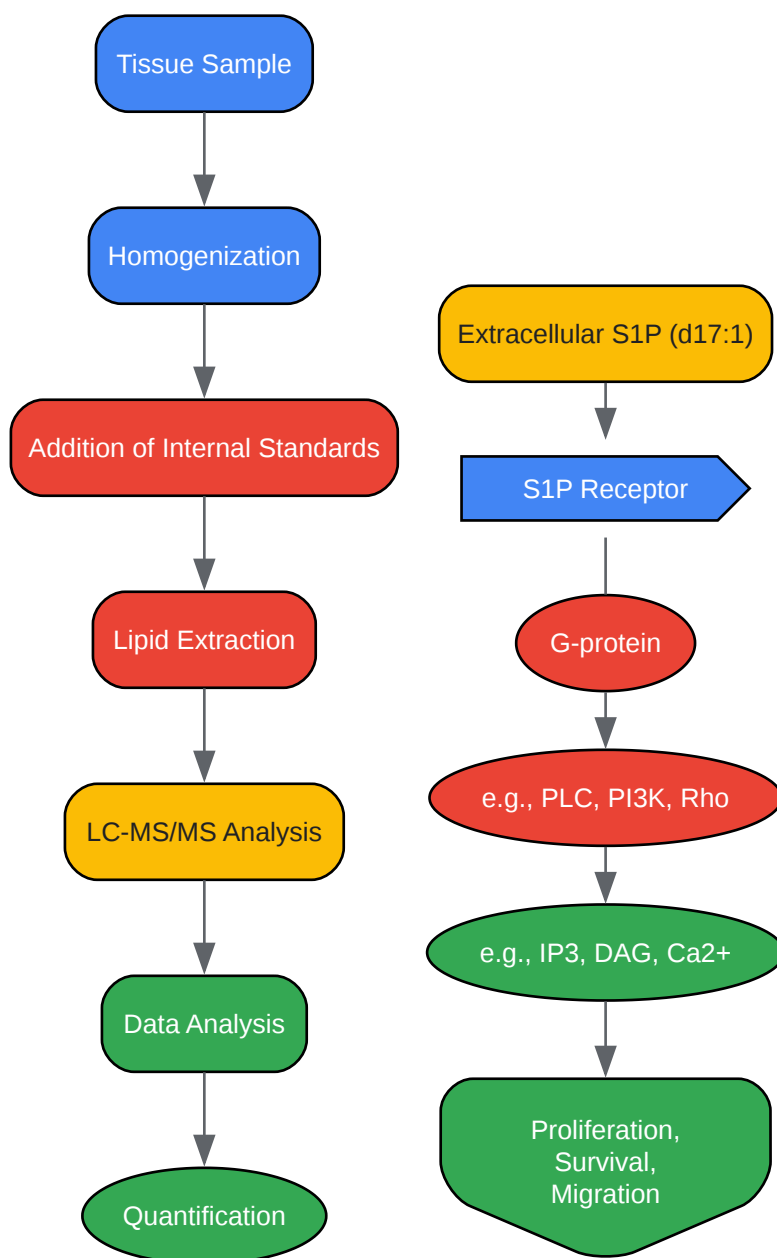 Tissue Sample
Homogenization
Addition of Internal Standards
Lipid Extraction
LC-MS/MS Analysis
Data Analysis
Quantification
Extracellular S1P (d17:1)
S1P Receptor
G-protein
e.g., PLC, PI3K, Rho
e.g., IP3, DAG, Ca2+
Proliferation,
Survival,
Migration